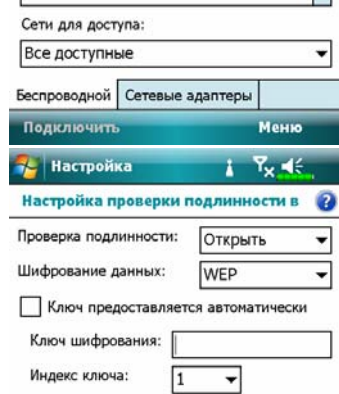 Сети для доступа:
Все доступные
Беспроводной Сетевые адаптеры
Подключить Меню
Настройка
Настройка проверки подлинности в ?
Проверка подлинности: Открыть
Шифрование данных: WEP
Ключ предоставляется автоматически
Ключ шифрования:
Индекс ключа: 1